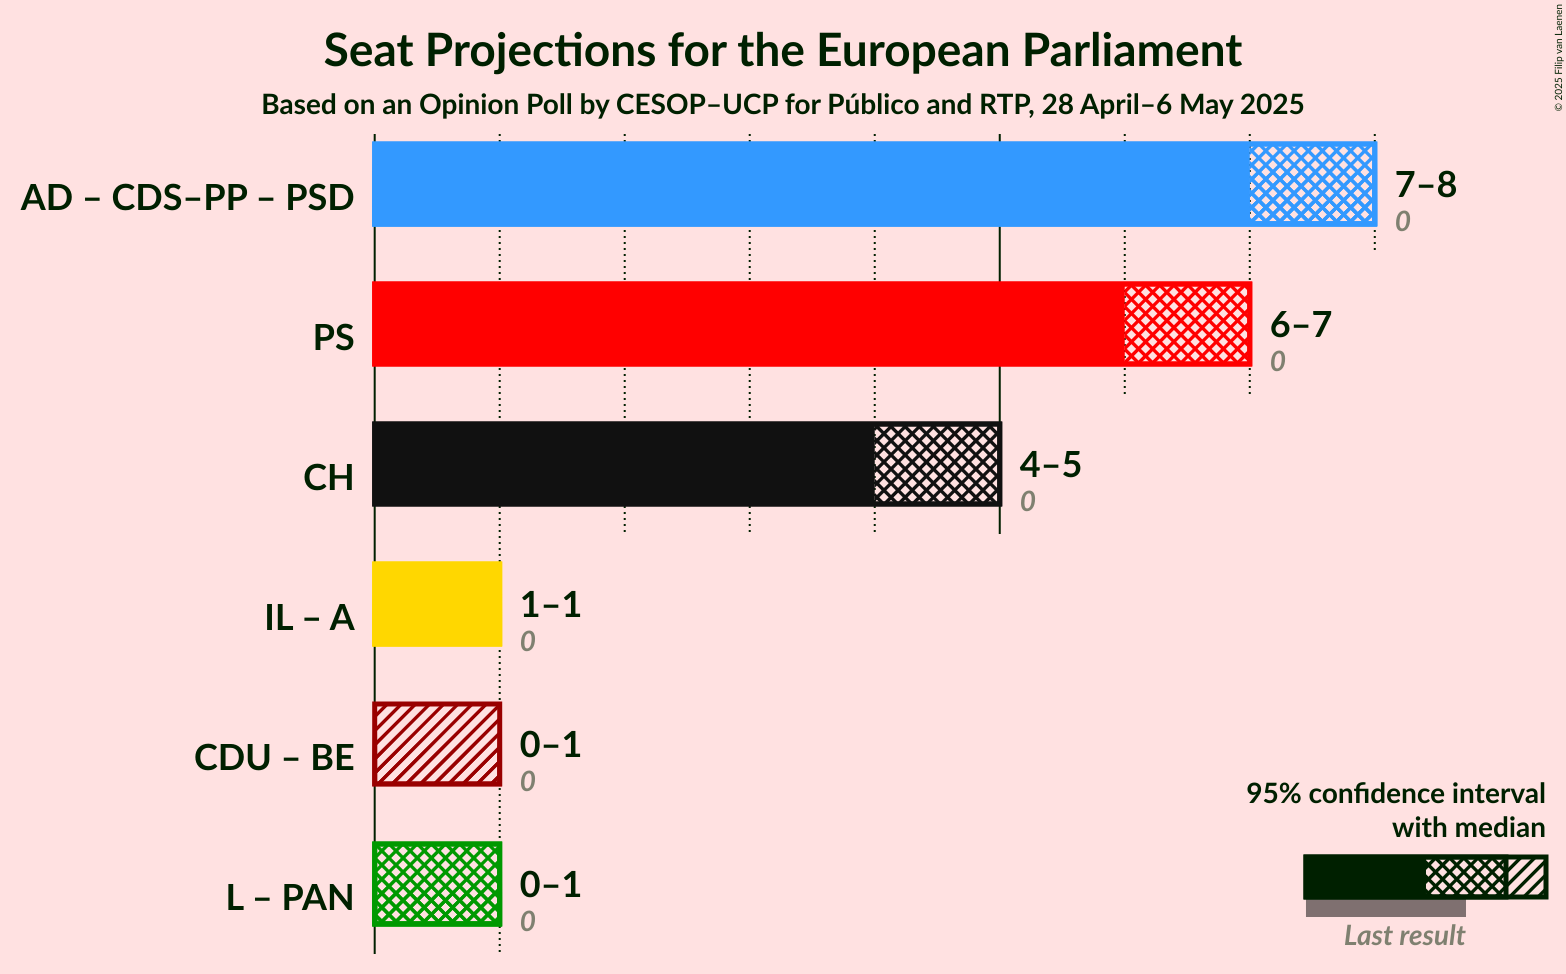 Seat Projections for the European Parliament
Based on an Opinion Poll by CESOP–UCP for Público and RTP, 28 April–6 May 2025
© 2025 Filip van Laenen
AD – CDS–PP – PSD
7–8
0
PS
6–7
0
CH
4–5
0
IL – A
1–1
0
CDU – BE
0–1
0
L – PAN
0–1
0
95% confidence interval
with median
Last result